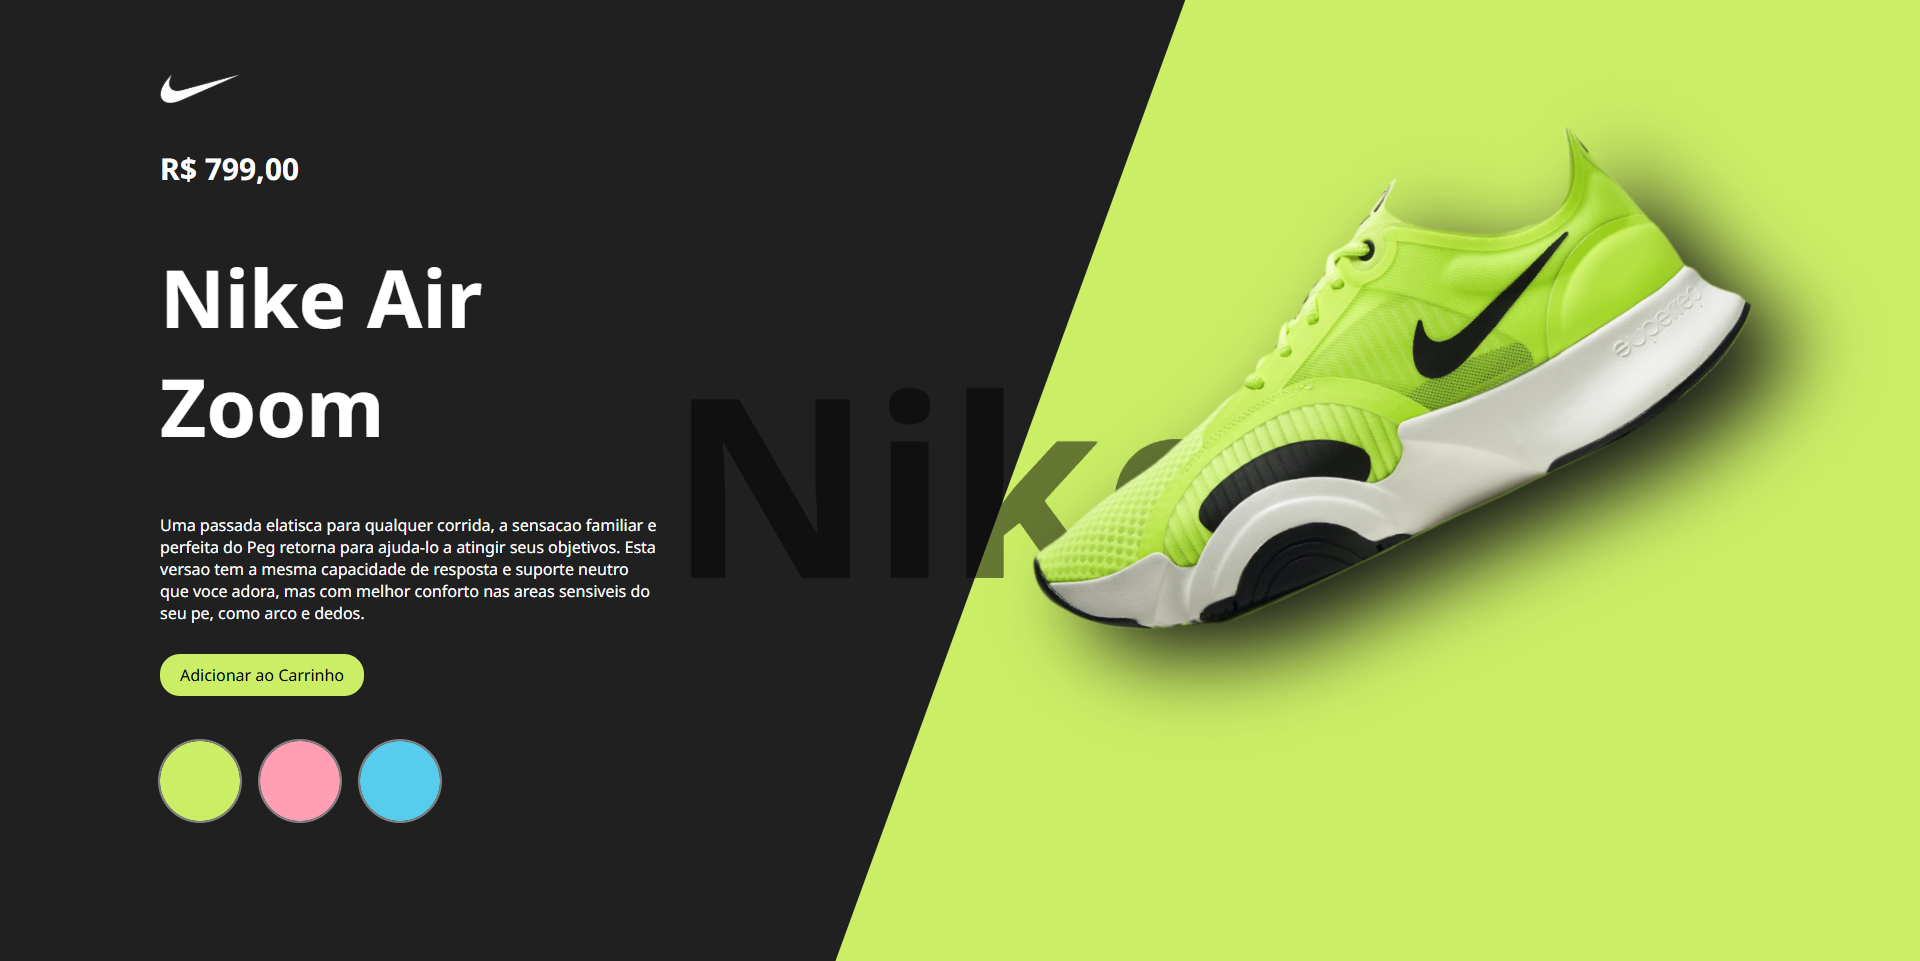 R$ 799,00
Nike Air
Zoom
Uma passada elatisca para qualquer corrida, a sensacao familiar e
perfeita do Peg retorna para ajuda-lo a atingir seus objetivos. Esta
versao tem a mesma capacidade de resposta e suporte neutro
que voce adora, mas com melhor conforto nas areas sensiveis do
seu pe, como arco e dedos.
Adicionar ao Carrinho
Nike
superrep